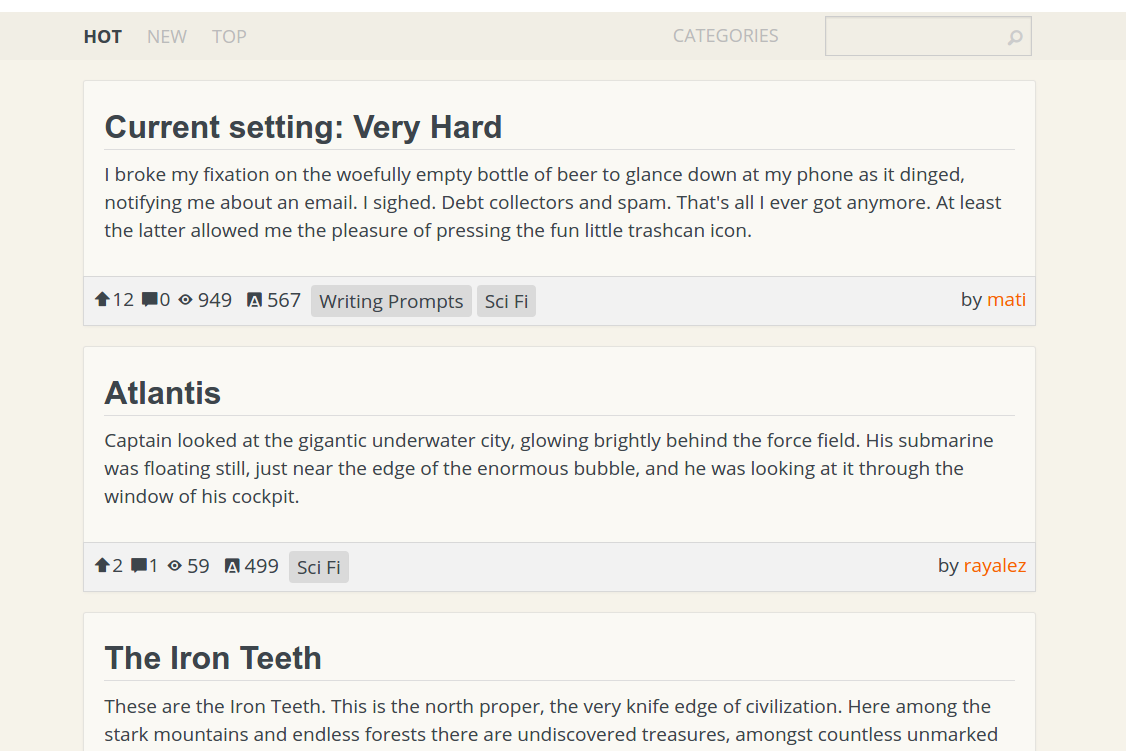 HOT NEW TOP CATEGORIES
Current setting: Very Hard
I broke my fixation on the woefully empty bottle of beer to glance down at my phone as it dinged,
notifying me about an email. I sighed. Debt collectors and spam. That's all I ever got anymore. At least
the latter allowed me the pleasure of pressing the fun little trashcan icon.
12 0 949 A 567 Writing Prompts Sci Fi by mati
Atlantis
Captain looked at the gigantic underwater city, glowing brightly behind the force field. His submarine
was floating still, just near the edge of the enormous bubble, and he was looking at it through the
window of his cockpit.
2 1 59 A 499 Sci Fi by rayalez
The Iron Teeth
These are the Iron Teeth. This is the north proper, the very knife edge of civilization. Here among the
stark mountains and endless forests there are undiscovered treasures, amongst countless unmarked